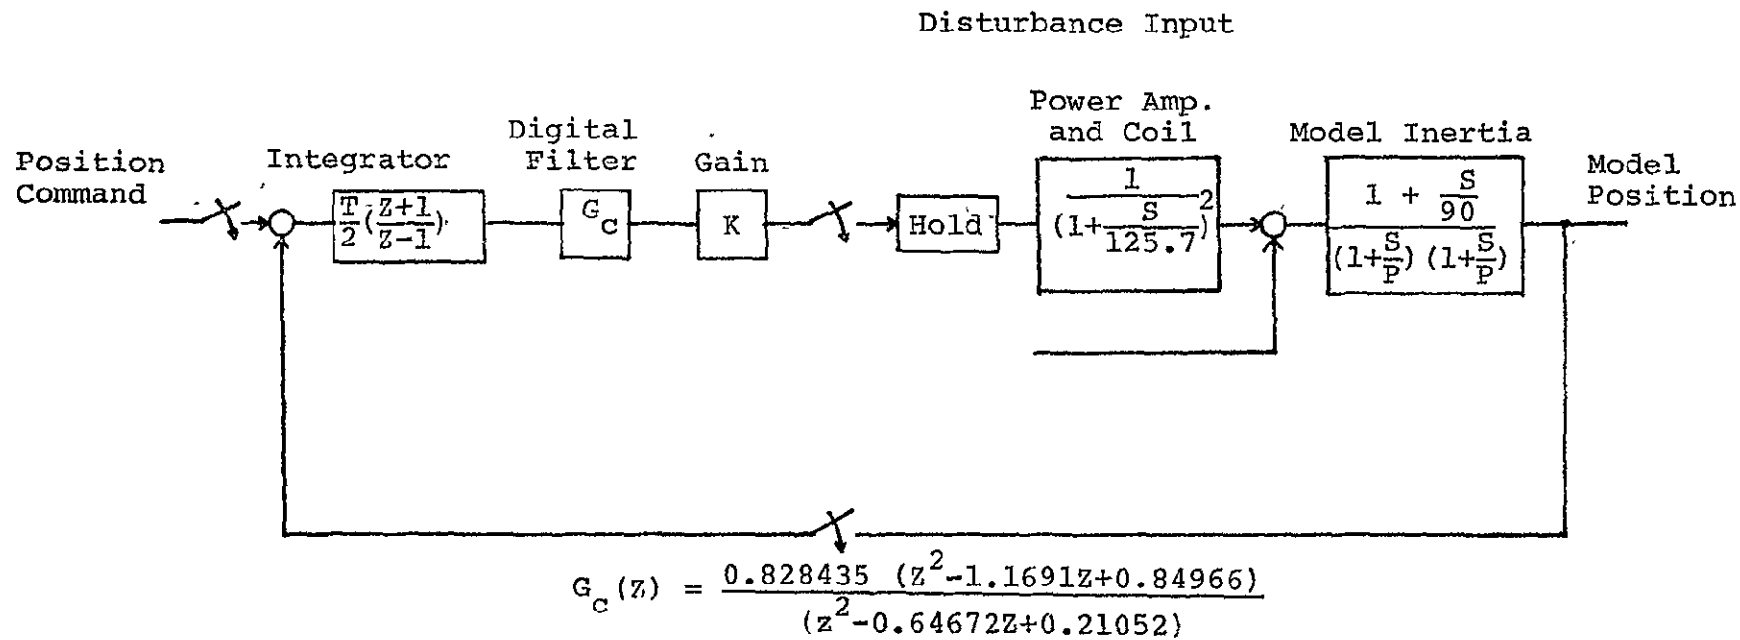 Disturbance Input
Power Amp.
and Coil
Digital
Filter
Model Inertia
Position
Command
Integrator
Gain
Model
Position
T/2 (Z+1/Z-1)
G_C
K
Hold
1/(1+S/125.7)^2
1 + S/90 / (1+S/P) (1+S/P)
G_C(Z) = 0.828435 (Z^2-1.1691Z+0.84966) / (Z^2-0.64672Z+0.21052)